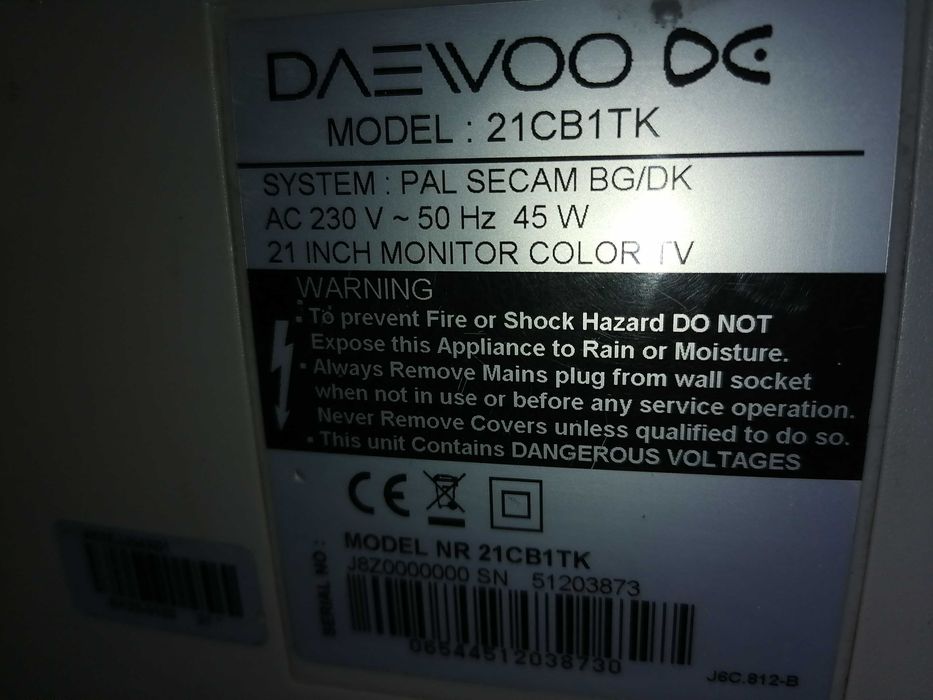 DAEWOO DE
MODEL : 21CB1TK
SYSTEM : PAL SECAM BG/DK
AC 230 V ~ 50 Hz 45 W
21 INCH MONITOR COLOR TV
WARNING
▪ To prevent Fire or Shock Hazard DO NOT
Expose this Appliance to Rain or Moisture.
▪ Always Remove Mains plug from wall socket
when not in use or before any service operation.
Never Remove Covers unless qualified to do so.
▪ This unit Contains DANGEROUS VOLTAGES
CE
MODEL NR 21CB1TK
J8Z0000000 SN 51203873
SERIAL NO :
06544512038730
J6C.812-B